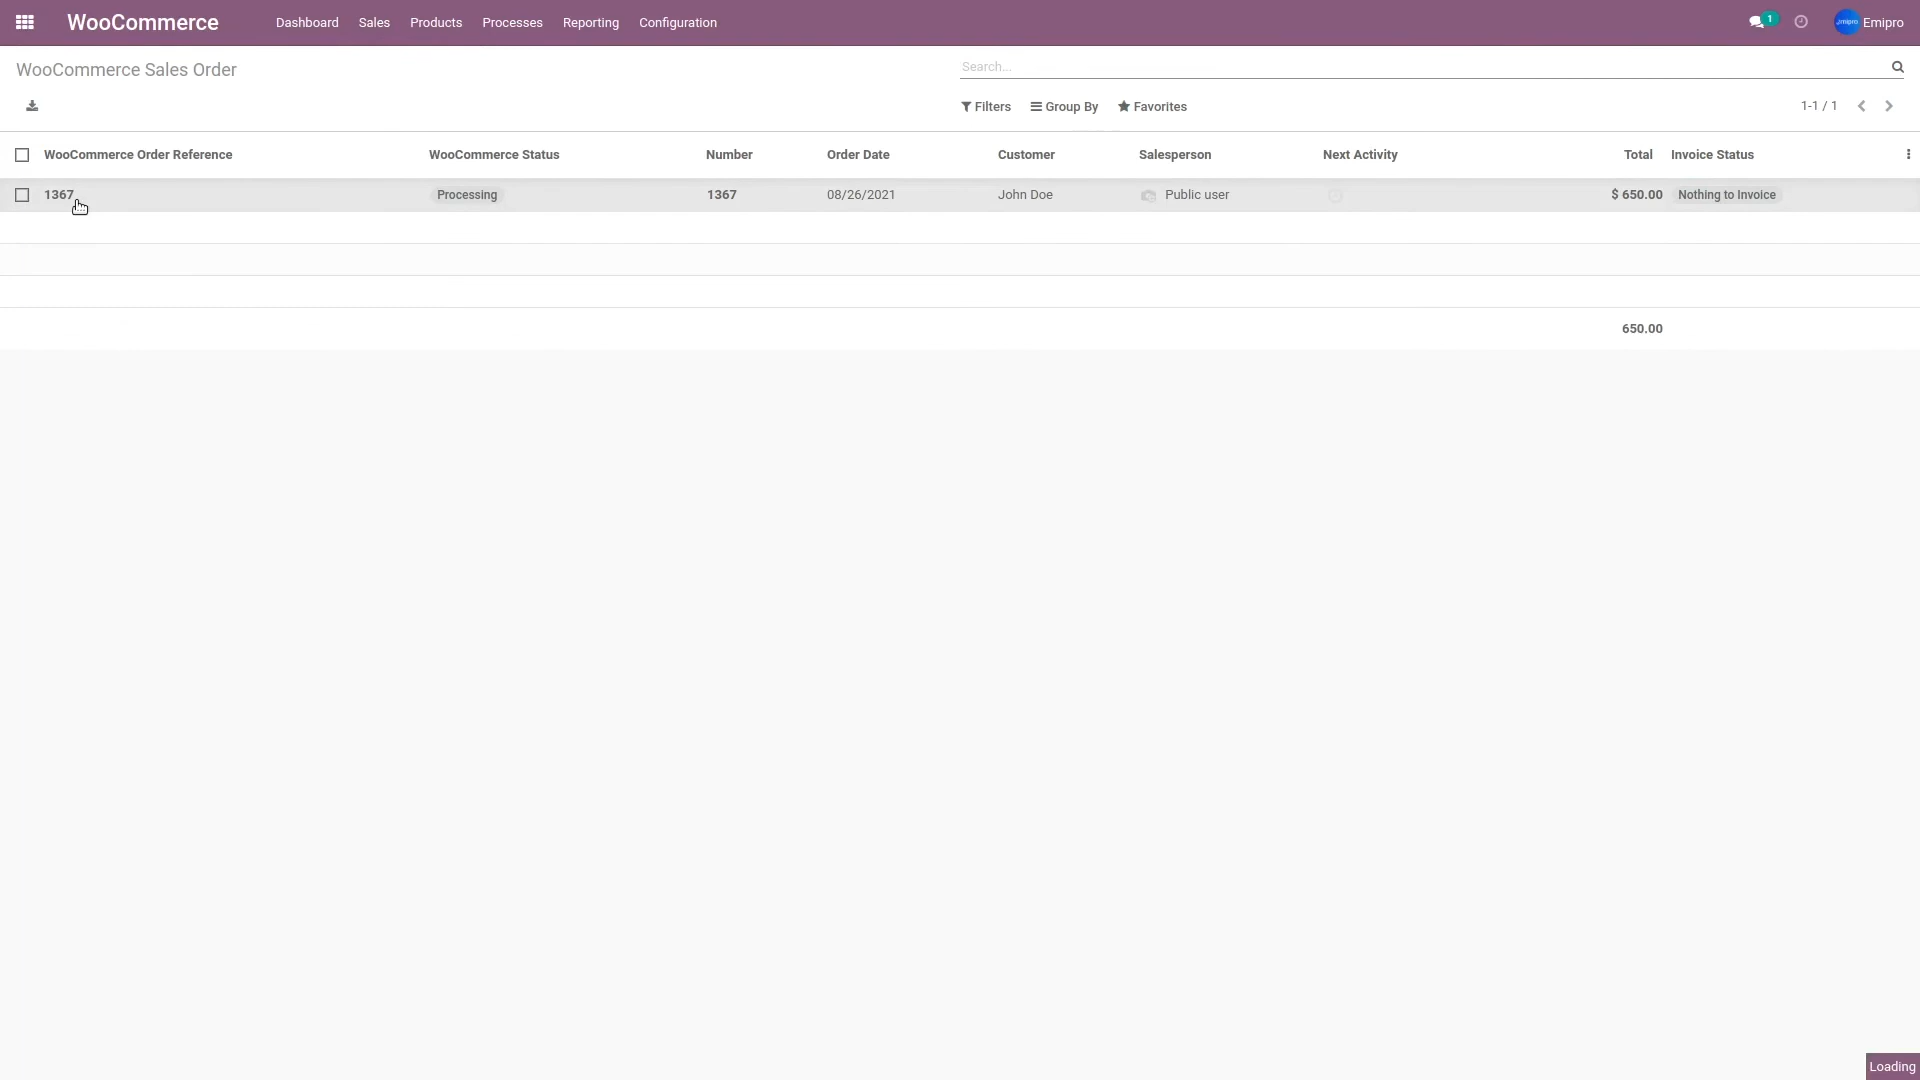 WooCommerce Dashboard Sales Products Processes Reporting Configuration 1 Emipro
WooCommerce Sales Order Search...
Filters Group By Favorites 1-1 / 1
WooCommerce Order Reference WooCommerce Status Number Order Date Customer Salesperson Next Activity Total Invoice Status
1367 Processing 1367 08/26/2021 John Doe Public user $ 650.00 Nothing to Invoice
650.00
Loading